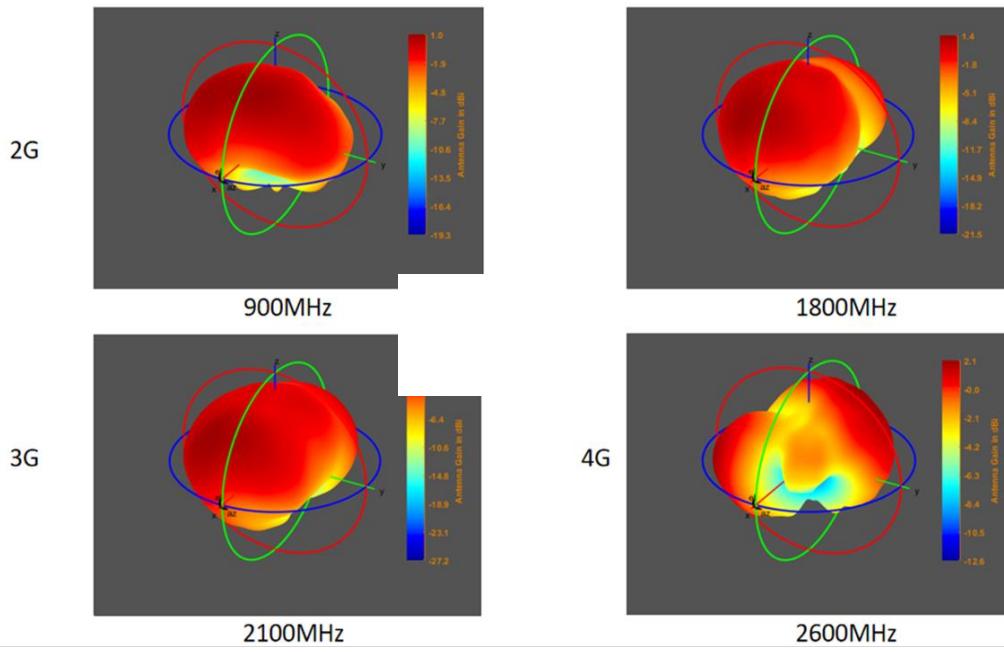 2G
1.0
-1.9
-4.8
-7.7
-10.6
-13.5
-16.4
-19.3
Antenna Gain in dBi
z
y
x
az
900MHz
1.4
-1.8
-5.1
-8.4
-11.7
-14.9
-18.2
-21.5
Antenna Gain in dBi
z
y
x
az
1800MHz
3G
-6.4
-10.6
-14.8
-18.9
-23.1
-27.2
Antenna Gain in dBi
z
y
x
az
2100MHz
4G
2.1
-0.0
-2.1
-4.2
-6.3
-8.4
-10.5
-12.6
Antenna Gain in dBi
z
y
x
az
2600MHz